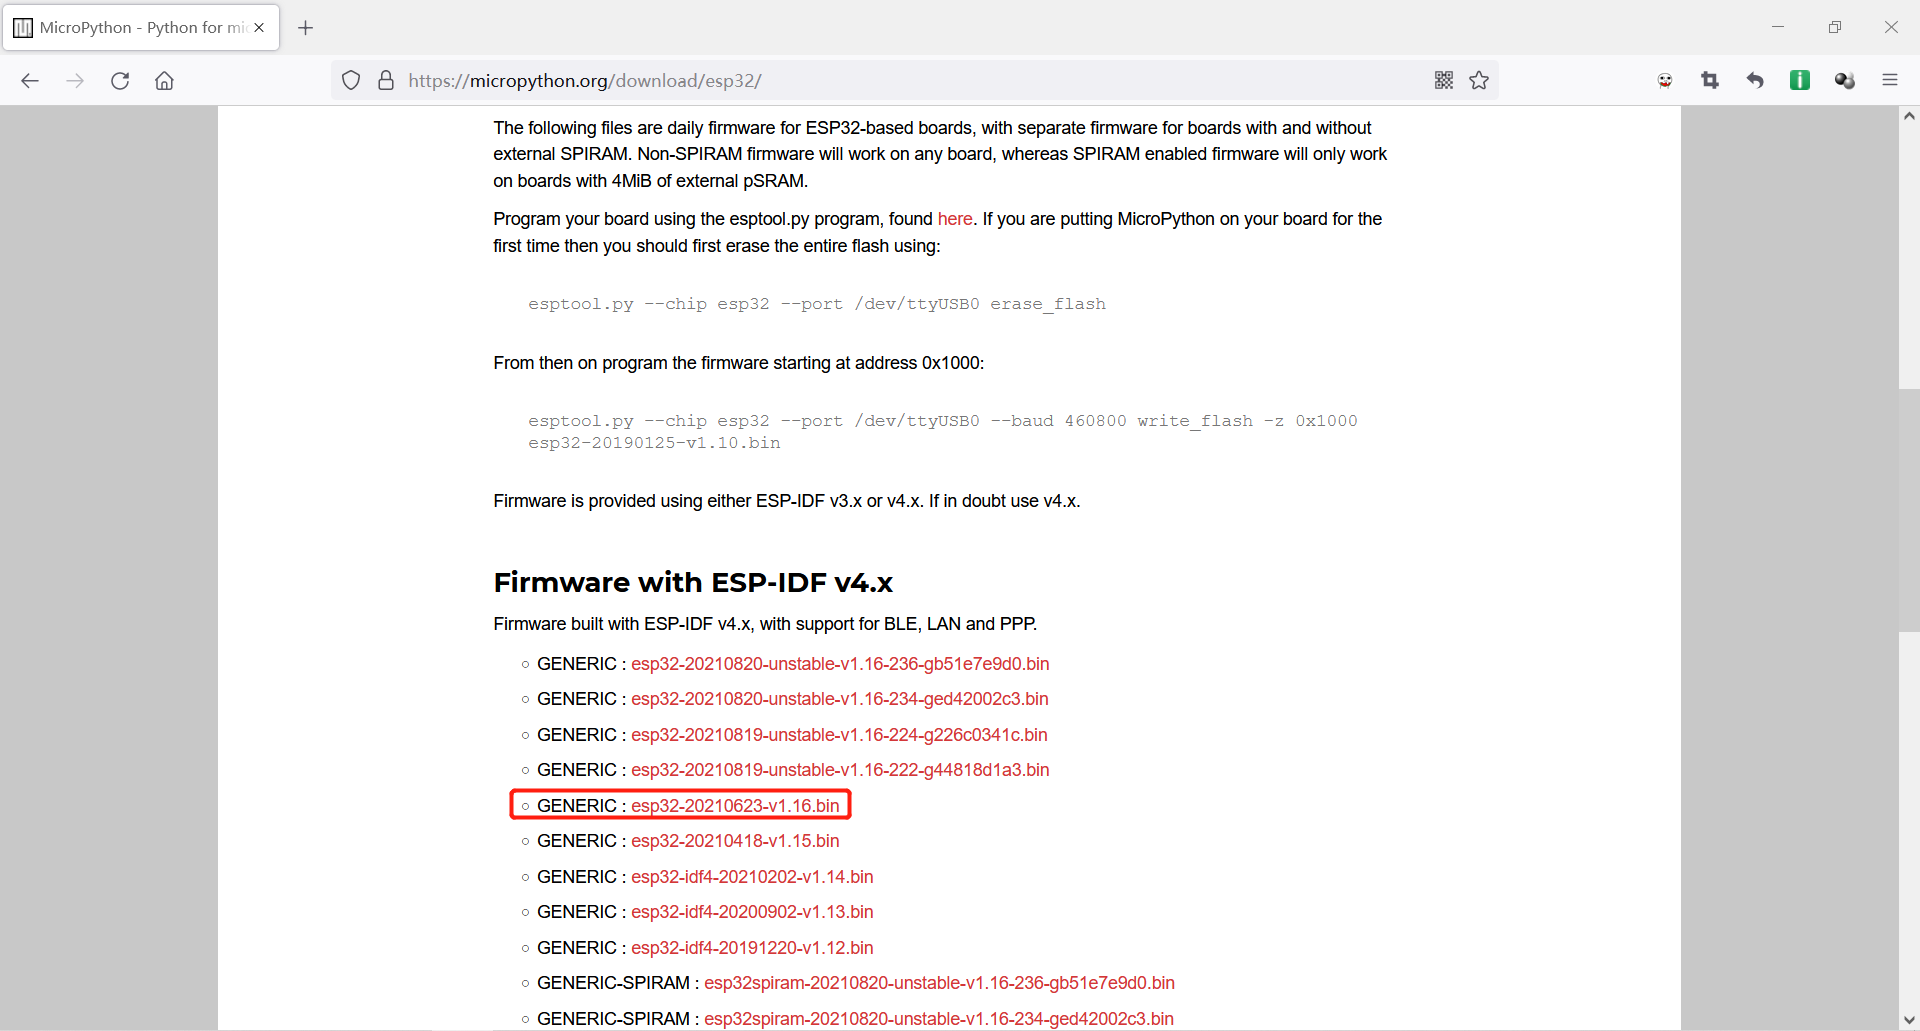 MicroPython - Python for mi
https://micropython.org/download/esp32/
The following files are daily firmware for ESP32-based boards, with separate firmware for boards with and without
external SPIRAM. Non-SPIRAM firmware will work on any board, whereas SPIRAM enabled firmware will only work
on boards with 4MiB of external pSRAM.
Program your board using the esptool.py program, found here. If you are putting MicroPython on your board for the
first time then you should first erase the entire flash using:
esptool.py --chip esp32 --port /dev/ttyUSB0 erase_flash
From then on program the firmware starting at address 0x1000:
esptool.py --chip esp32 --port /dev/ttyUSB0 --baud 460800 write_flash -z 0x1000
esp32-20190125-v1.10.bin
Firmware is provided using either ESP-IDF v3.x or v4.x. If in doubt use v4.x.
Firmware with ESP-IDF v4.x
Firmware built with ESP-IDF v4.x, with support for BLE, LAN and PPP.
GENERIC : esp32-20210820-unstable-v1.16-236-gb51e7e9d0.bin
GENERIC : esp32-20210820-unstable-v1.16-234-ged42002c3.bin
GENERIC : esp32-20210819-unstable-v1.16-224-g226c0341c.bin
GENERIC : esp32-20210819-unstable-v1.16-222-g44818d1a3.bin
GENERIC : esp32-20210623-v1.16.bin
GENERIC : esp32-20210418-v1.15.bin
GENERIC : esp32-idf4-20210202-v1.14.bin
GENERIC : esp32-idf4-20200902-v1.13.bin
GENERIC : esp32-idf4-20191220-v1.12.bin
GENERIC-SPIRAM : esp32spiram-20210820-unstable-v1.16-236-gb51e7e9d0.bin
GENERIC-SPIRAM : esp32spiram-20210820-unstable-v1.16-234-ged42002c3.bin